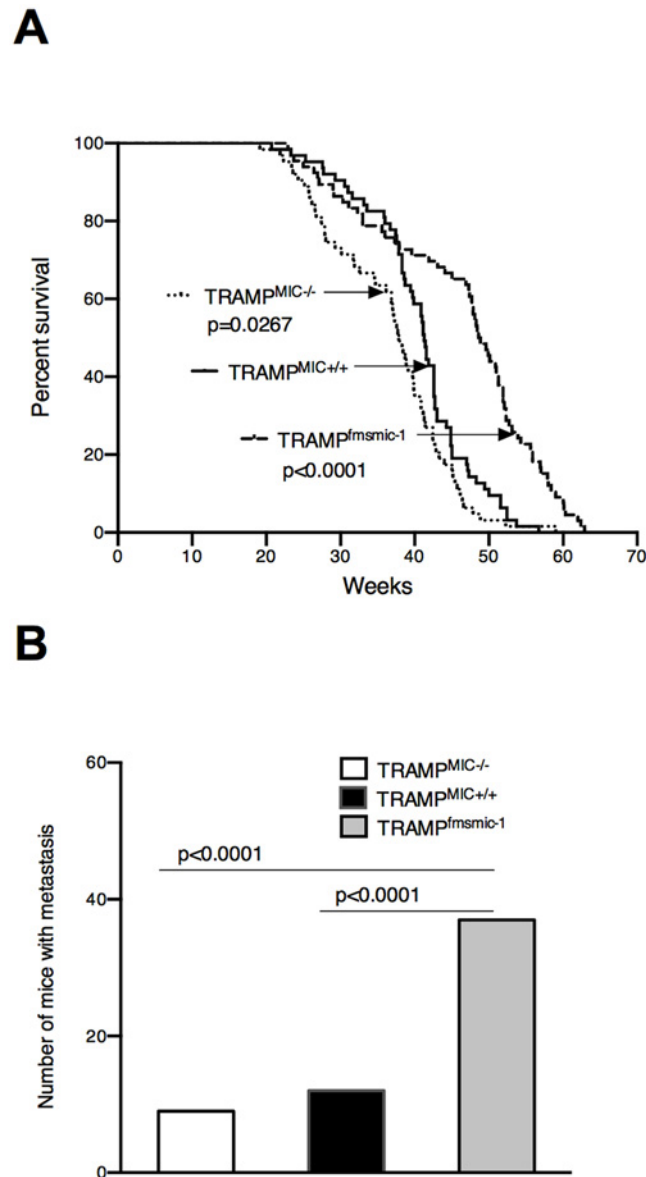 A
100
80
60
40
20
0
Percent survival
TRAMPMIC-/-
p=0.0267
TRAMPMIC+/+
TRAMPfmsmic-1
p<0.0001
0 10 20 30 40 50 60 70
Weeks
B
60
40
20
0
Number of mice with metastasis
TRAMPMIC-/-
TRAMPMIC+/+
TRAMPfmsmic-1
p<0.0001
p<0.0001